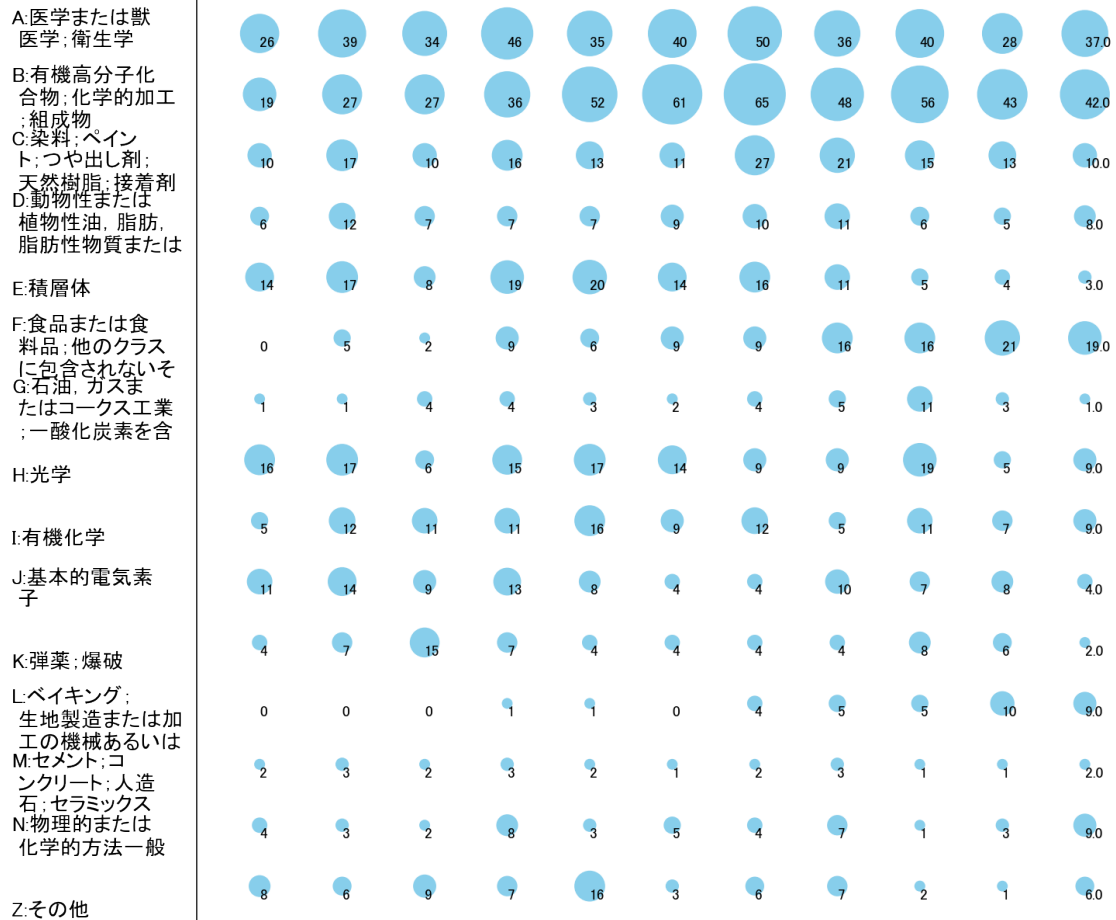 A:医学または獣
医学;衛生学
26 39 34 46 35 40 50 36 40 28 37.0
B:有機高分子化
合物;化学的加工
;組成物
19 27 27 36 52 61 65 48 56 43 42.0
C:染料;ペイン
ト;つや出し剤;
天然樹脂;接着剤
10 17 10 16 13 11 27 21 15 13 10.0
D:動物性または
植物性油,脂肪,
脂肪性物質または
6 12 7 7 7 9 10 11 6 5 8.0
E:積層体
14 17 8 19 20 14 16 11 5 4 3.0
F:食品または食
料品;他のクラス
に包含されないそ
0 5 2 9 6 9 9 16 16 21 19.0
G:石油,ガスま
たはコークス工業
;一酸化炭素を含
1 1 4 4 3 2 4 5 11 3 1.0
H:光学
16 17 6 15 17 14 9 9 19 5 9.0
I:有機化学
5 12 11 11 16 9 12 5 11 7 9.0
J:基本的電気素
子
11 14 9 13 8 4 4 10 7 8 4.0
K:弾薬;爆破
4 7 15 7 4 4 4 4 8 6 2.0
L:ベイキング;
生地製造または加
工の機械あるいは
0 0 0 1 1 0 4 5 5 10 9.0
M:セメント;コ
ンクリート;人造
石;セラミックス
2 3 2 3 2 1 2 3 1 1 2.0
N:物理的または
化学的方法一般
4 3 2 8 3 5 4 7 1 3 9.0
Z:その他
8 6 9 7 16 3 6 7 2 1 6.0